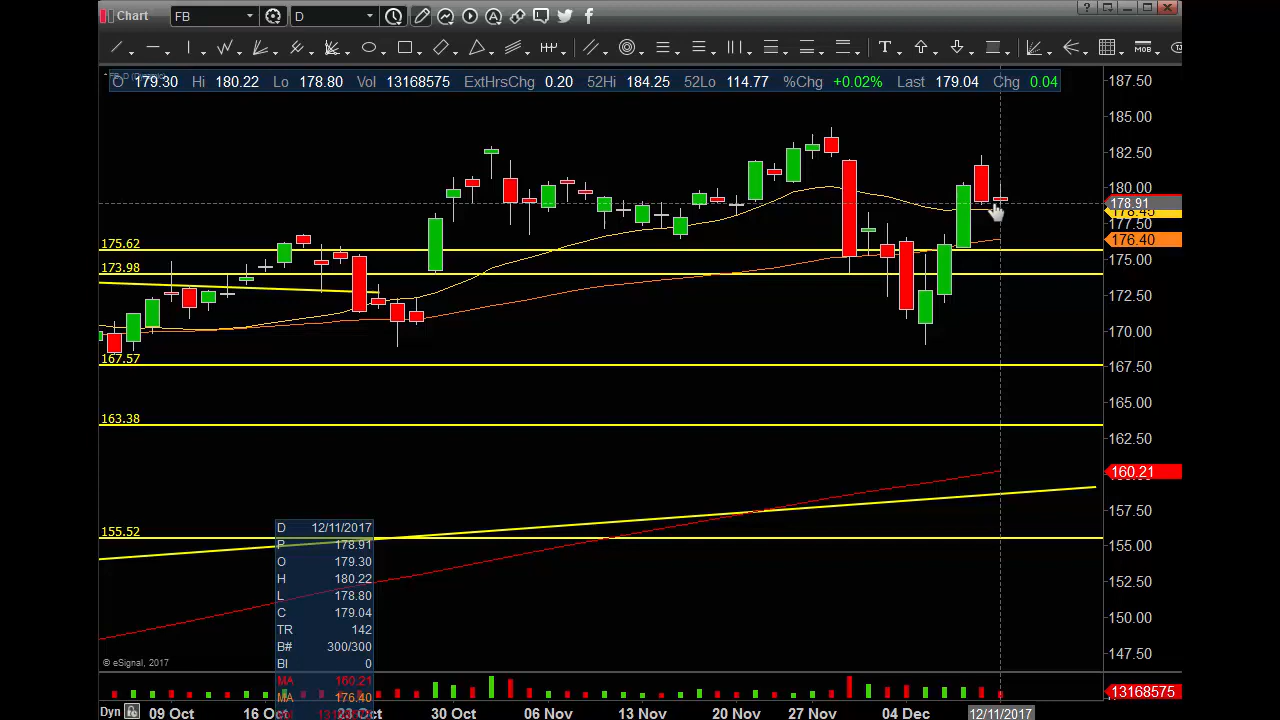 Chart FB D
T MOB
O 179.30 Hi 180.22 Lo 178.80 Vol 13168575 ExtHrsChg 0.20 52Hi 184.25 52Lo 114.77 %Chg +0.02% Last 179.04 Chg 0.04
187.50
185.00
182.50
180.00
178.91
178.45
177.50
176.40
175.00
172.50
170.00
167.50
165.00
162.50
160.21
157.50
155.00
152.50
150.00
147.50
175.62
173.98
167.57
163.38
155.52
D 12/11/2017
P 178.91
O 179.30
H 180.22
L 178.80
C 179.04
TR 142
B# 300/300
BI 0
MA 160.21
MA 176.40
© eSignal, 2017
13168575
Dyn 09 Oct 16 Oct 23 Oct 30 Oct 06 Nov 13 Nov 20 Nov 27 Nov 04 Dec 12/11/2017